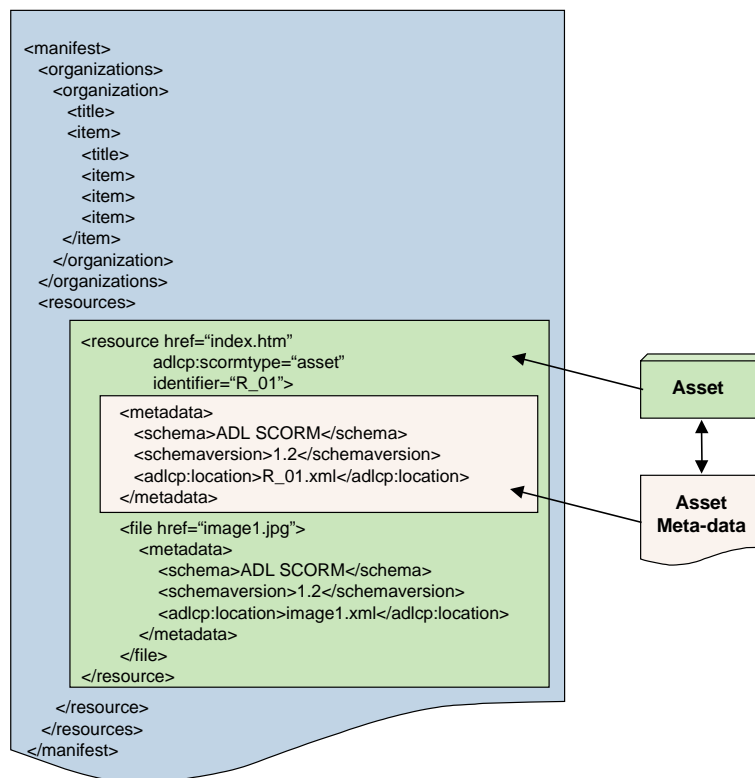 <manifest>
<organizations>
<organization>
<title>
<item>
<title>
<item>
<item>
<item>
</item>
</organization>
</organizations>
<resources>
<resource href=“index.htm”
adlcp:scormtype=“asset”
identifier=“R_01”>
<metadata>
<schema>ADL SCORM</schema>
<schemaversion>1.2</schemaversion>
<adlcp:location>R_01.xml</adlcp:location>
</metadata>
<file href=“image1.jpg”>
<metadata>
<schema>ADL SCORM</schema>
<schemaversion>1.2</schemaversion>
<adlcp:location>image1.xml</adlcp:location>
</metadata>
</file>
</resource>
</resource>
</resources>
</manifest>
Asset
Asset
Meta-data